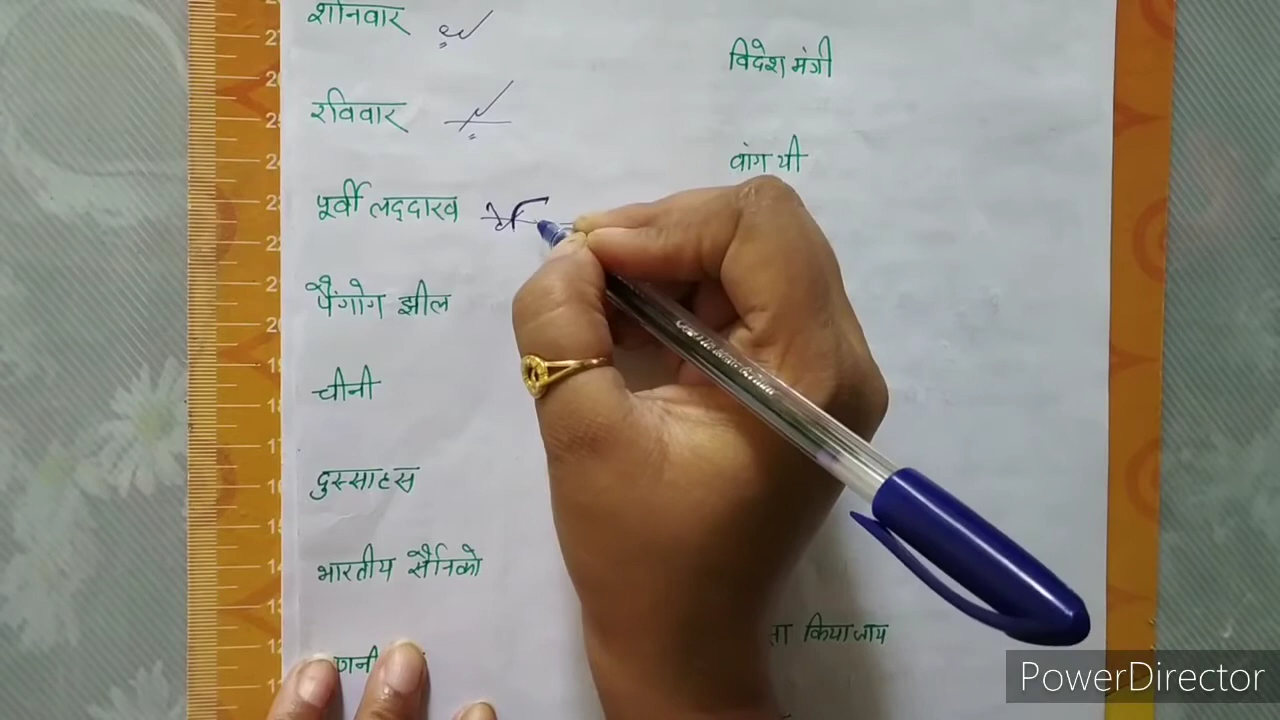 शनिवार
रविवार
पूर्वी लद्दाख
पैंगोग झील
चीनी
दुस्साहस
भारतीय सैनिको
विदेश मंत्री
वांग यी
किया जाय
PowerDirector